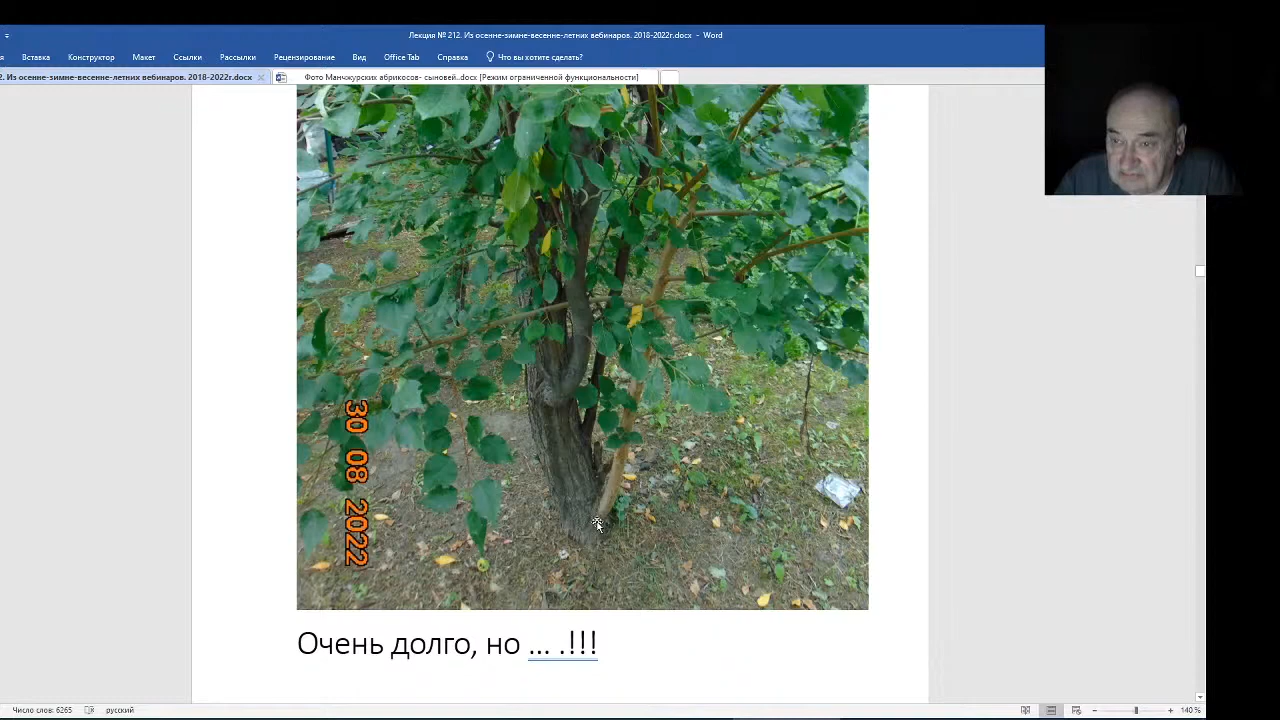 Лекция № 212. Из осенне-зимне-весенне-летних вебинаров. 2018-2022г.docx - Word
я Вставка Конструктор Макет Ссылки Рассылки Рецензирование Вид Office Tab Справка Что вы хотите сделать?
2. Из осенне-зимне-весенне-летних вебинаров. 2018-2022г.docx Фото Манчжурских абрикосов- сыновей..docx [Режим ограниченной функциональности]
30 08 2022
Очень долго, но ... .!!!
Число слов: 6265 русский 140 %